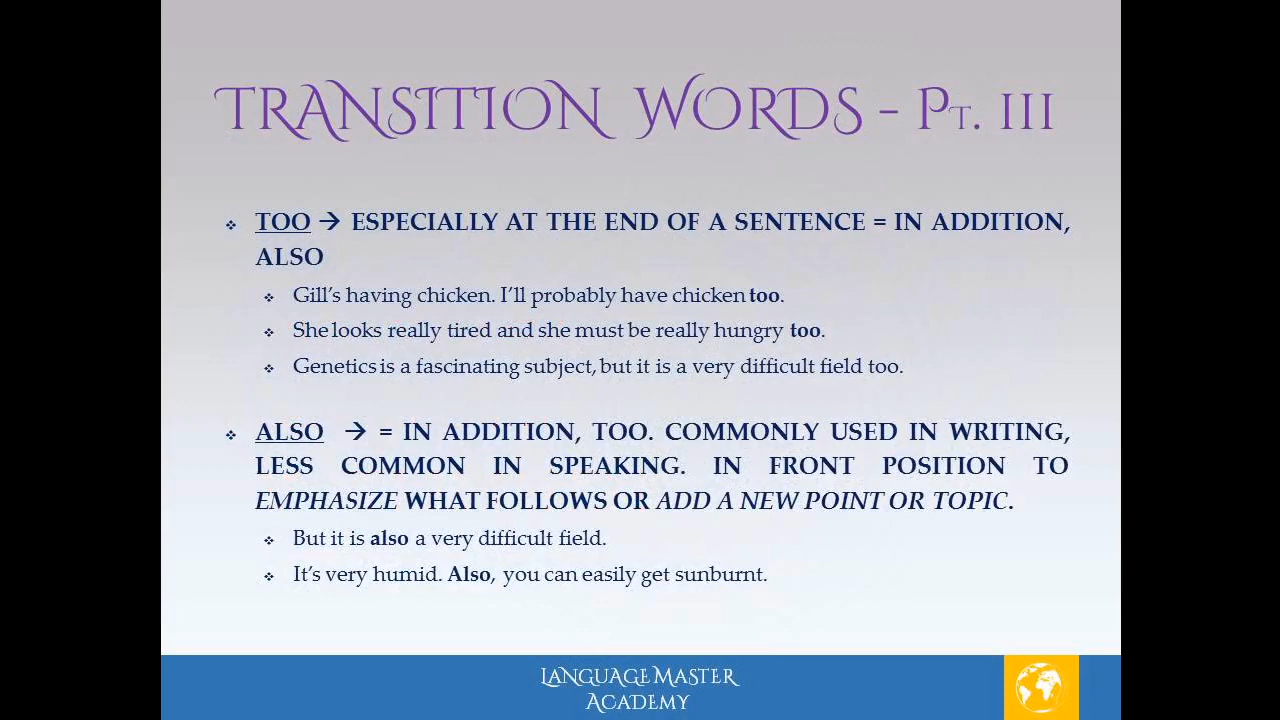 TRANSITION WORDS - PT. III
❖ TOO → ESPECIALLY AT THE END OF A SENTENCE = IN ADDITION,
ALSO
❖ Gill's having chicken. I'll probably have chicken too.
❖ She looks really tired and she must be really hungry too.
❖ Genetics is a fascinating subject, but it is a very difficult field too.
❖ ALSO → = IN ADDITION, TOO. COMMONLY USED IN WRITING,
LESS COMMON IN SPEAKING. IN FRONT POSITION TO
EMPHASIZE WHAT FOLLOWS OR ADD A NEW POINT OR TOPIC.
❖ But it is also a very difficult field.
❖ It's very humid. Also, you can easily get sunburnt.
LANGUAGE MASTER
ACADEMY